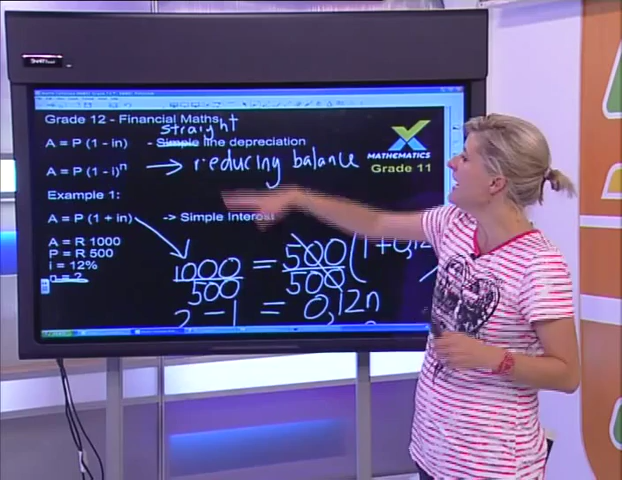 Grade 12 - Financial Maths
straight
A = P (1 - in) - Simple line depreciation
A = P (1 - i)n → reducing balance
MATHEMATICS
Grade 11
Example 1:
A = P (1 + in) -> Simple Interest
A = R 1000
P = R 500
i = 12%
n = ?
1000/500 = 500/500 (1 + 0,12
2 - 1 = 0,12n